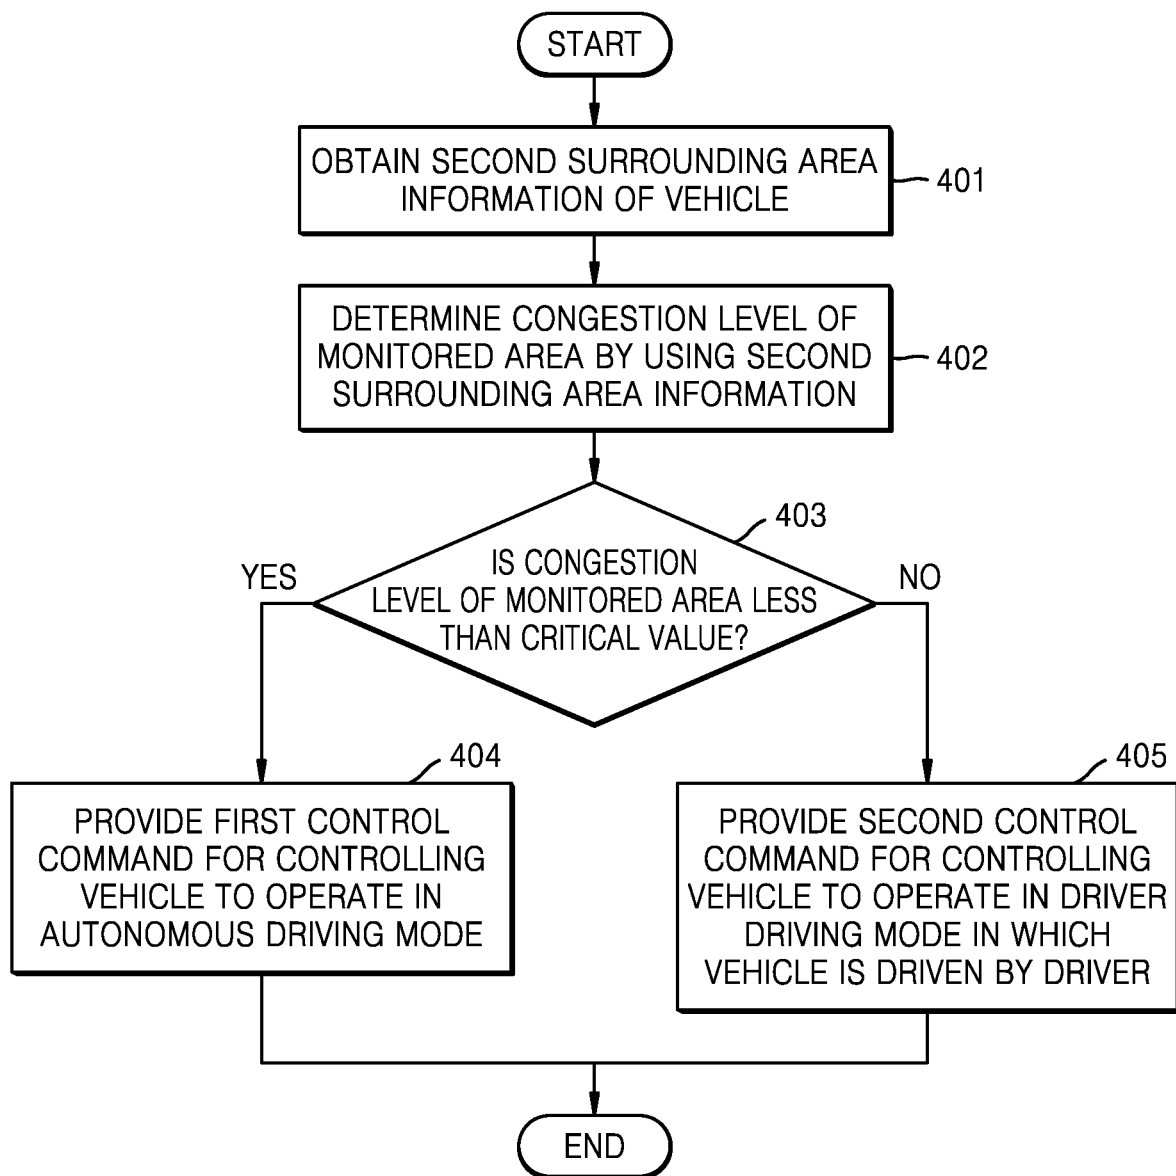 START
OBTAIN SECOND SURROUNDING AREA
INFORMATION OF VEHICLE
401
DETERMINE CONGESTION LEVEL OF
MONITORED AREA BY USING SECOND
SURROUNDING AREA INFORMATION
402
403
IS CONGESTION
LEVEL OF MONITORED AREA LESS
THAN CRITICAL VALUE?
YES
NO
404
PROVIDE FIRST CONTROL
COMMAND FOR CONTROLLING
VEHICLE TO OPERATE IN
AUTONOMOUS DRIVING MODE
405
PROVIDE SECOND CONTROL
COMMAND FOR CONTROLLING
VEHICLE TO OPERATE IN DRIVER
DRIVING MODE IN WHICH
VEHICLE IS DRIVEN BY DRIVER
END